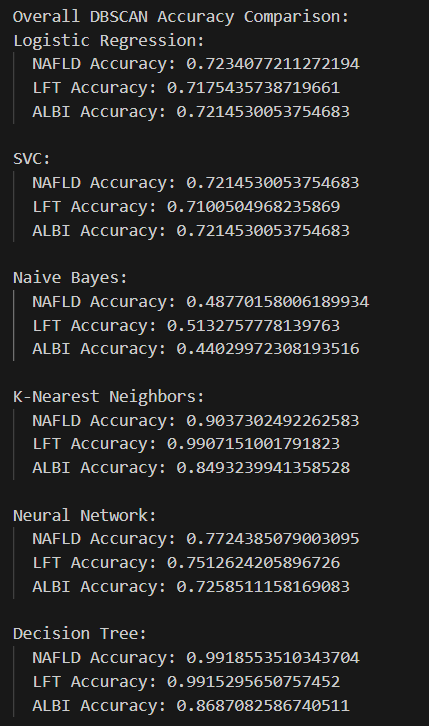 Overall DBSCAN Accuracy Comparison:
Logistic Regression:
NAFLD Accuracy: 0.7234077211272194
LFT Accuracy: 0.7175435738719661
ALBI Accuracy: 0.7214530053754683
SVC:
NAFLD Accuracy: 0.7214530053754683
LFT Accuracy: 0.7100504968235869
ALBI Accuracy: 0.7214530053754683
Naive Bayes:
NAFLD Accuracy: 0.48770158006189934
LFT Accuracy: 0.5132757778139763
ALBI Accuracy: 0.44029972308193516
K-Nearest Neighbors:
NAFLD Accuracy: 0.9037302492262583
LFT Accuracy: 0.9907151001791823
ALBI Accuracy: 0.8493239941358528
Neural Network:
NAFLD Accuracy: 0.7724385079003095
LFT Accuracy: 0.7512624205896726
ALBI Accuracy: 0.7258511158169083
Decision Tree:
NAFLD Accuracy: 0.9918553510343704
LFT Accuracy: 0.9915295650757452
ALBI Accuracy: 0.8687082586740511